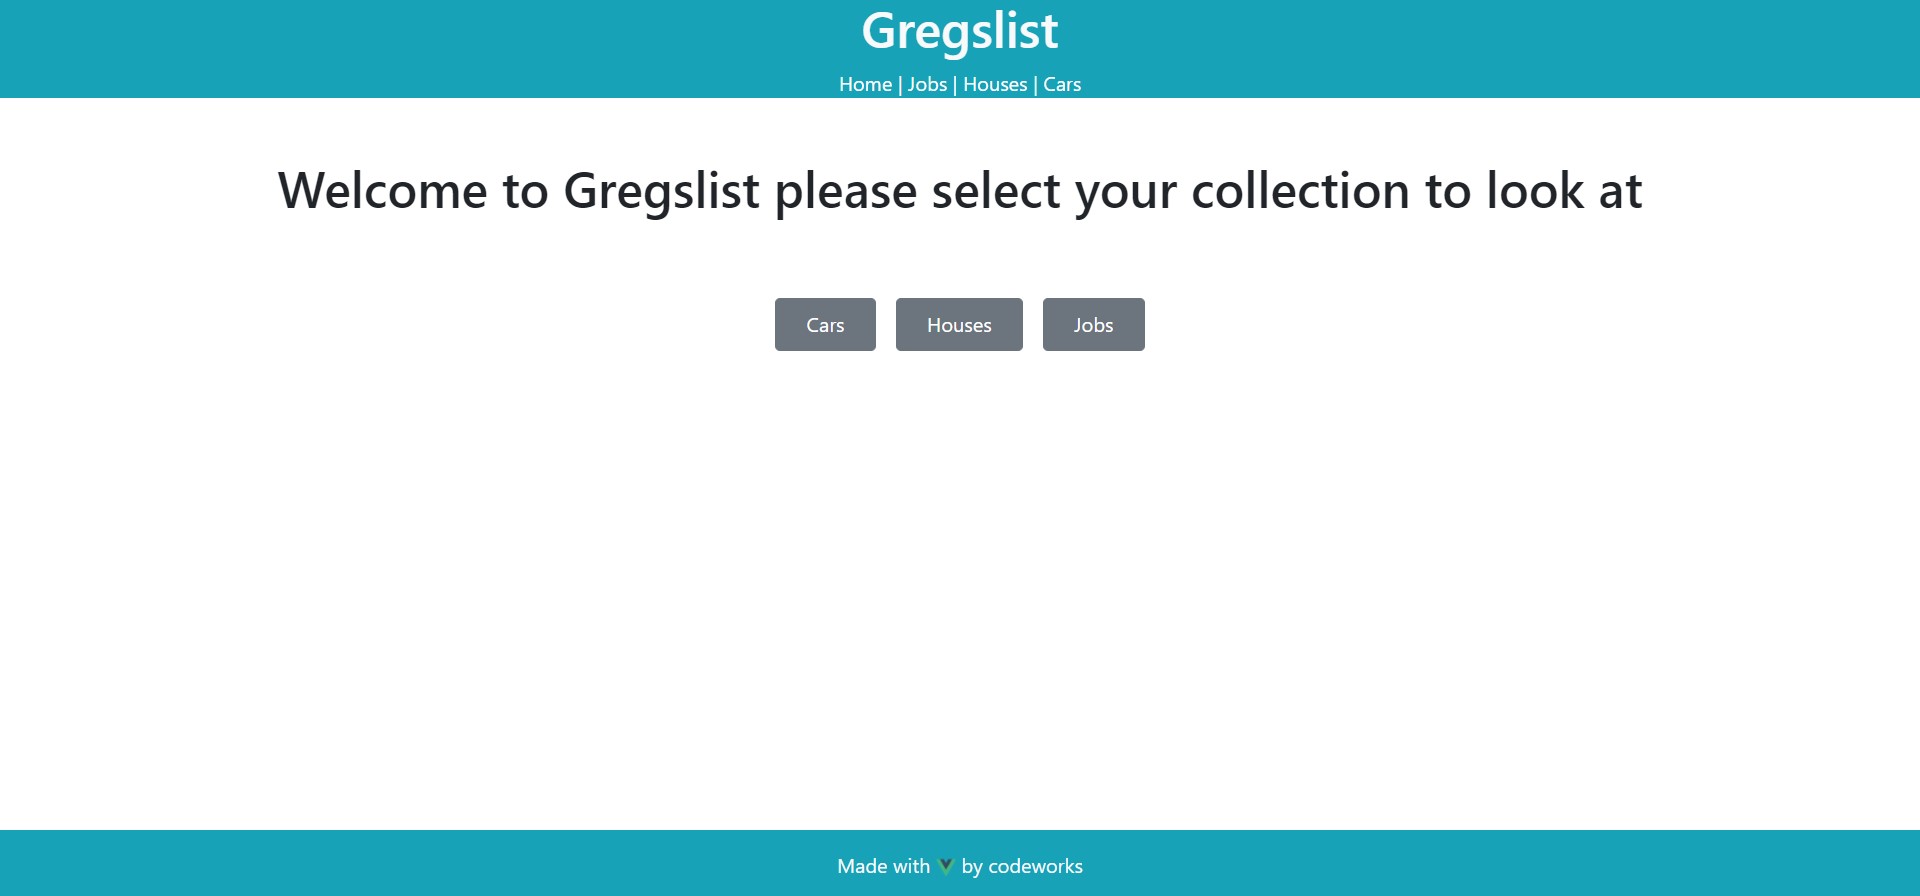 Gregslist
Home | Jobs | Houses | Cars
Welcome to Gregslist please select your collection to look at
Cars Houses Jobs
Made with by codeworks